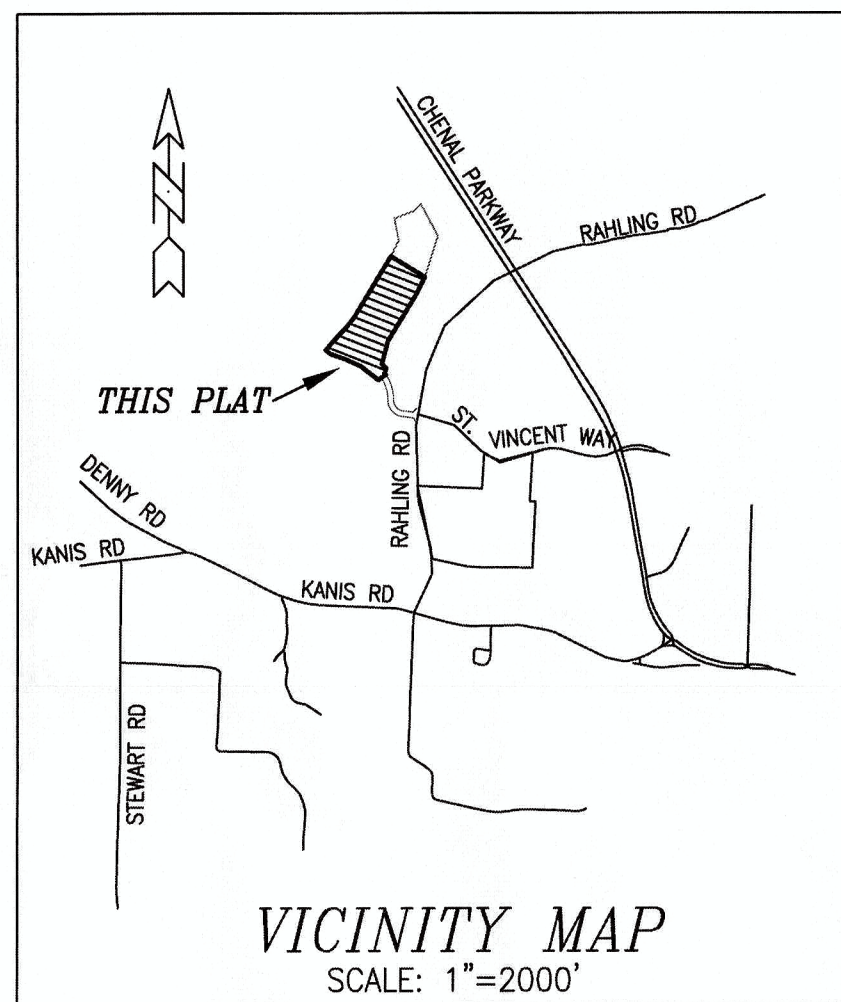 CHENAL PARKWAY
RAHLING RD
THIS PLAT
ST. VINCENT WAY
RAHLING RD
DENNY RD
KANIS RD
KANIS RD
STEWART RD
N
VICINITY MAP
SCALE: 1"=2000'